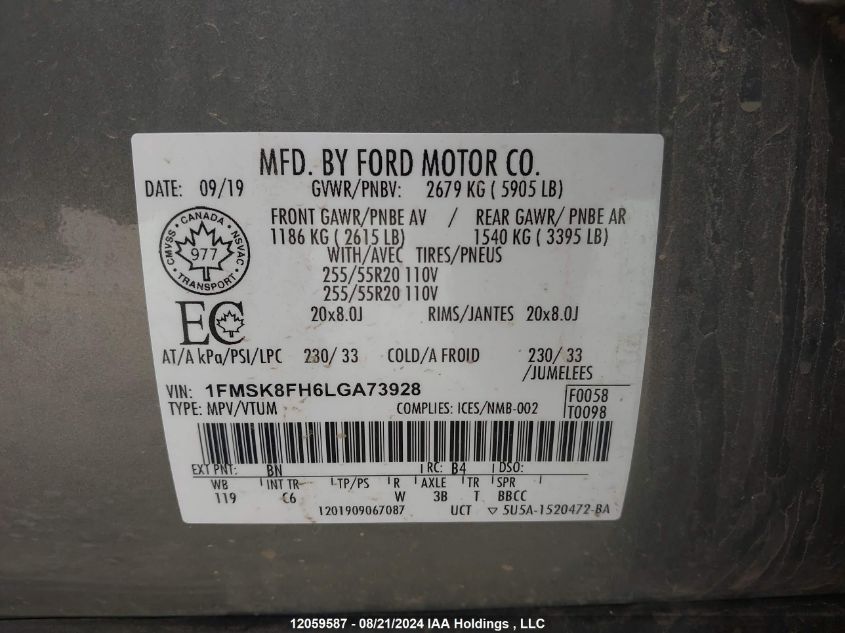 MFD. BY FORD MOTOR CO.
DATE: 09/19 GVWR/PNBV: 2679 KG ( 5905 LB)
FRONT GAWR/PNBE AV / REAR GAWR/ PNBE AR
1186 KG ( 2615 LB) 1540 KG ( 3395 LB)
WITH/AVEC TIRES/PNEUS
255/55R20 110V
255/55R20 110V
CANADA
CMVSS NSVAC
977
TRANSPORT
EC
20x8.0J RIMS/JANTES 20x8.0J
AT/A kPa/PSI/LPC 230/ 33 COLD/A FROID 230/ 33
/JUMELEES
VIN: 1FMSK8FH6LGA73928
F0058
TYPE: MPV/VTUM COMPLIES: ICES/NMB-002
T0098
EXT PNT: BN RC: B4 DSO:
WB INT TR TP/PS R AXLE TR SPR
119 C6 W 3B T BBCC
1201909067087 UCT ▽ 5U5A-1520472-BA
12059587 - 08/21/2024 IAA Holdings , LLC